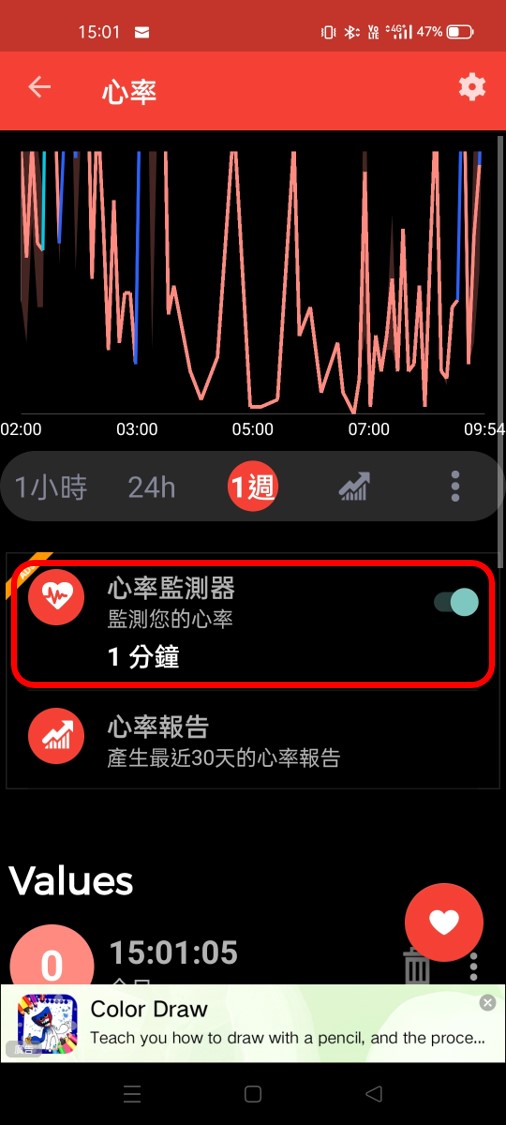 15:01
VO LTE
4G+
47%
心率
02:00 03:00 05:00 07:00 09:54
1小時 24h 1週
心率監測器
監測您的心率
1 分鐘
心率報告
產生最近30天的心率報告
Values
0
15:01:05
Color Draw
Teach you how to draw with a pencil, and the proce...